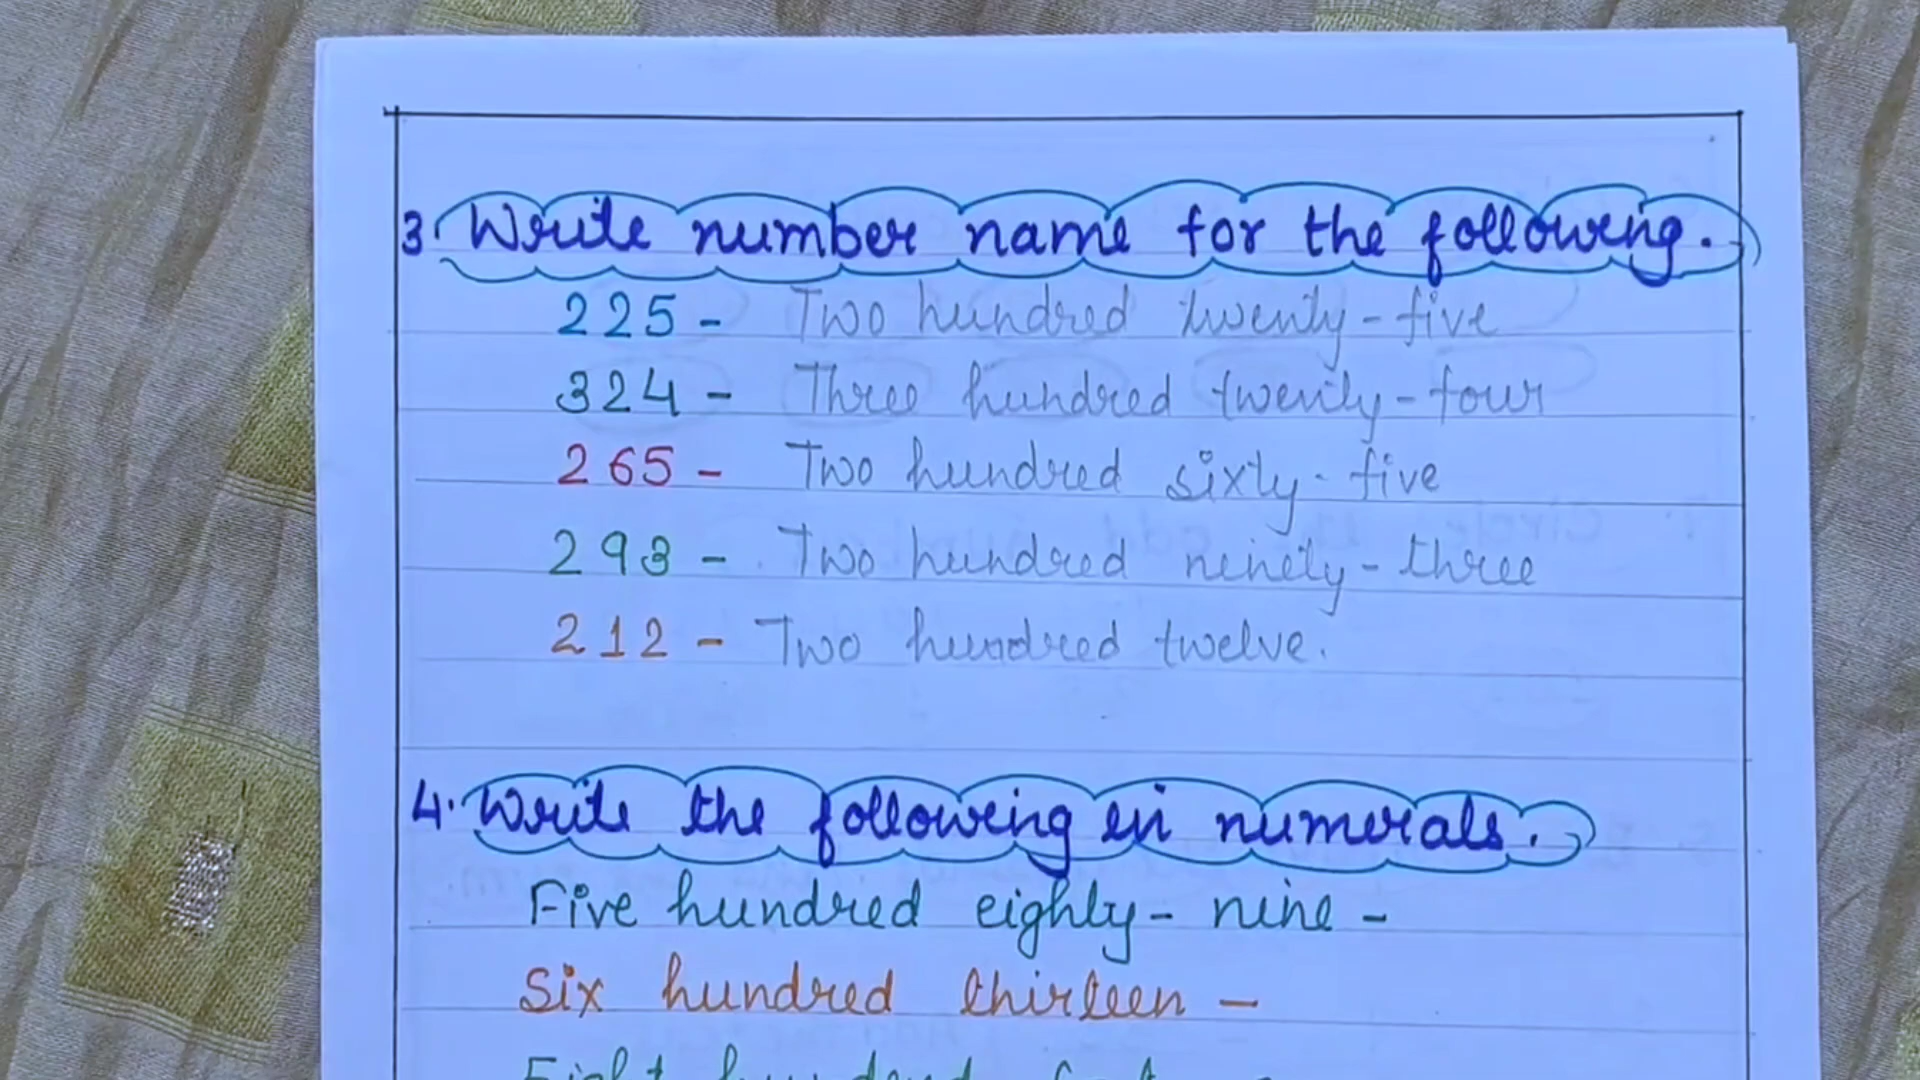 3. Write number name for the following.
225 - Two hundred twenty-five
324 - Three hundred twenty-four
265 - Two hundred sixty-five
293 - Two hundred ninety-three
212 - Two hundred twelve.
4. Write the following in numerals.
Five hundred eighty-nine -
Six hundred thirteen -
Eight hundred